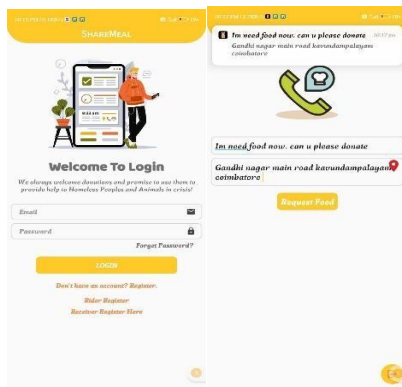 ShareMeal
Welcome To Login
We always welcome donations and promise to use them to
provide help to Homeless Peoples and Animals in crisis!
Email
Password
Forget Password?
LOGIN
Don't have an account? Register.
Rider Register
Receiver Register Here
Im need food now. can u please donate
Gandhi nagar main road kavundampalayam
coimbatore
Im need food now. can u please donate
Gandhi nagar main road kavundampalayam
coimbatore
Request Food